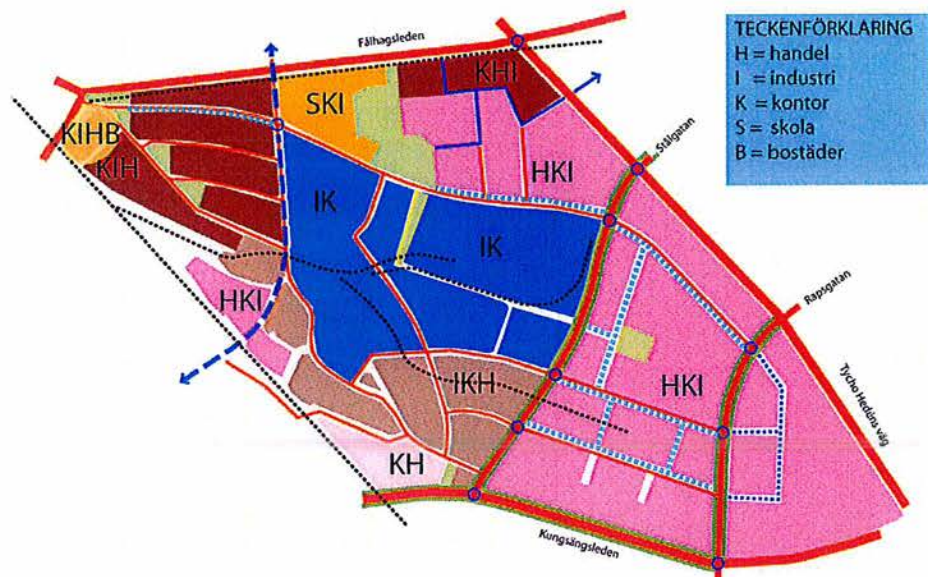 TECKENFÖRKLARING
H = handel
I = industri
K = kontor
S = skola
B = bostäder
Fålhagsleden
KHI
SKI
KIHB
KIH
Stålgatan
HKI
IK
IK
HKI
Rapsgatan
Tycho Hedéns väg
HKI
IKH
KH
Kungsängsleden